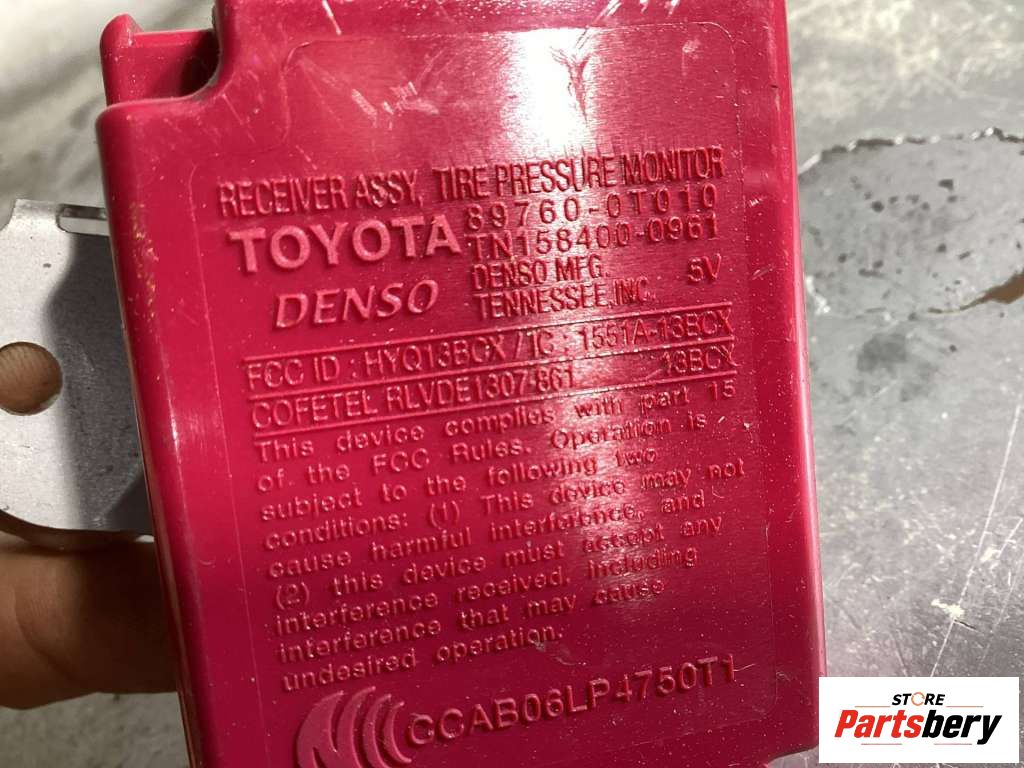 RECEIVER ASSY, TIRE PRESSURE MONITOR
TOYOTA 89760-0T010
TN158400-0961
DENSO DENSO MFG. 5V
TENNESSEE, INC.
FCC ID : HYQ13BCX / IC : 1551A-13BCX
COFETEL RLVDE1307-861 13BCX
This device complies with part 15
of the FCC Rules. Operation is
subject to the following two
conditions: (1) This device may not
cause harmful interference, and
(2) this device must accept any
interference received, including
interference that may cause
undesired operation.
CCAB06LP4750T1
STORE
Partsbery